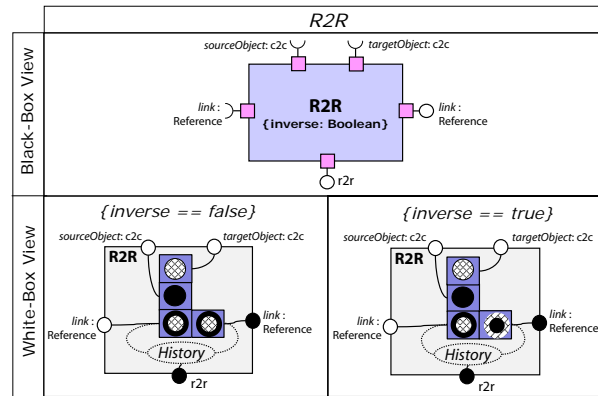 R2R
Black-Box View
sourceObject: c2c
targetObject: c2c
link :
Reference
R2R
{inverse: Boolean}
link :
Reference
r2r
White-Box View
{inverse == false}
sourceObject: c2c
targetObject: c2c
R2R
link :
Reference
link :
Reference
History
r2r
{inverse == true}
sourceObject: c2c
targetObject: c2c
R2R
link :
Reference
link :
Reference
History
r2r